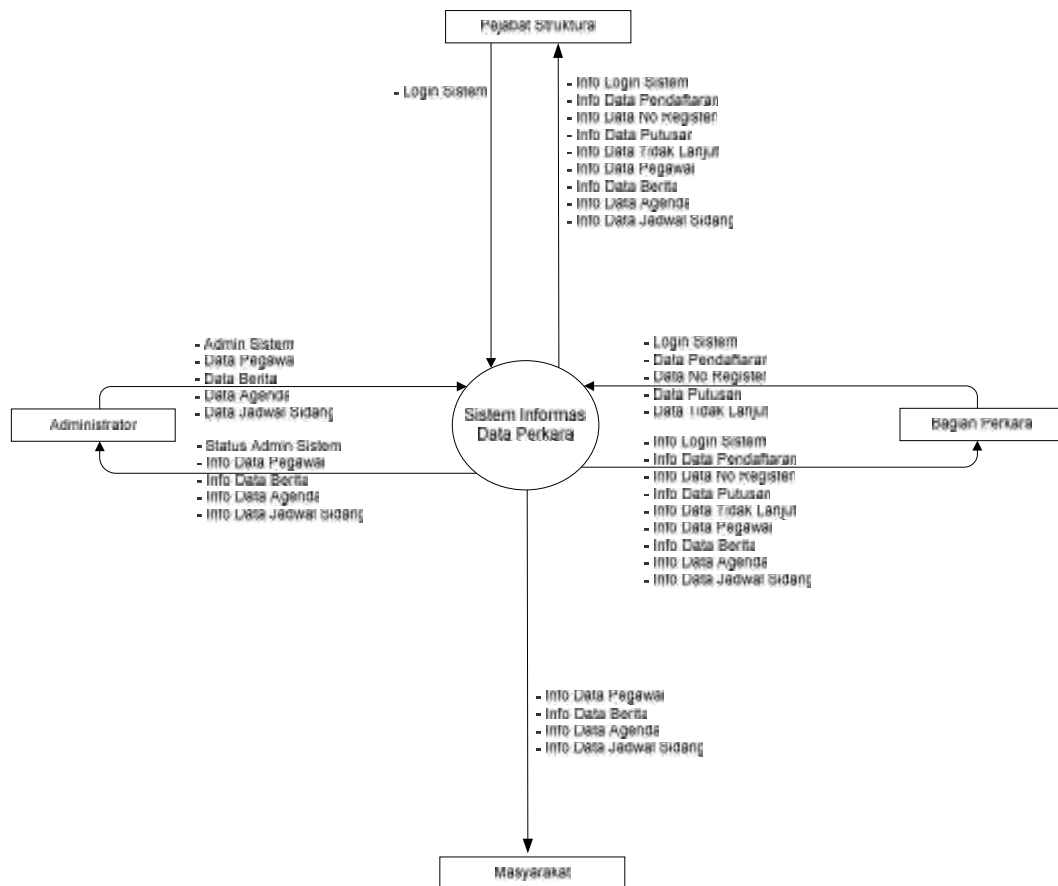 Pejabat Struktura
- Login Sistem
- Info Login Sistem
- Info Data Pendaftaran
- Info Data No Register
- Info Data Putusan
- Info Data Tidak Lanjut
- Info Data Pegawai
- Info Data Berita
- Info Data Agenda
- Info Data Jadwal Sidang
- Admin Sistem
- Data Pegawai
- Data Berita
- Data Agenda
- Data Jadwal Sidang
- Login Sistem
- Data Pendaftaran
- Data No Register
- Data Putusan
- Data Tidak Lanjut
Administrator
Sistem Informas
Data Perkara
Bagian Perkara
- Status Admin Sistem
- Info Data Pegawai
- Info Data Berita
- Info Data Agenda
- Info Data Jadwal Sidang
- Info Login Sistem
- Info Data Pendaftaran
- Info Data No Register
- Info Data Putusan
- Info Data Tidak Lanjut
- Info Data Pegawai
- Info Data Berita
- Info Data Agenda
- Info Data Jadwal Sidang
- Info Data Pegawai
- Info Data Berita
- Info Data Agenda
- Info Data Jadwal Sidang
Masyarakat